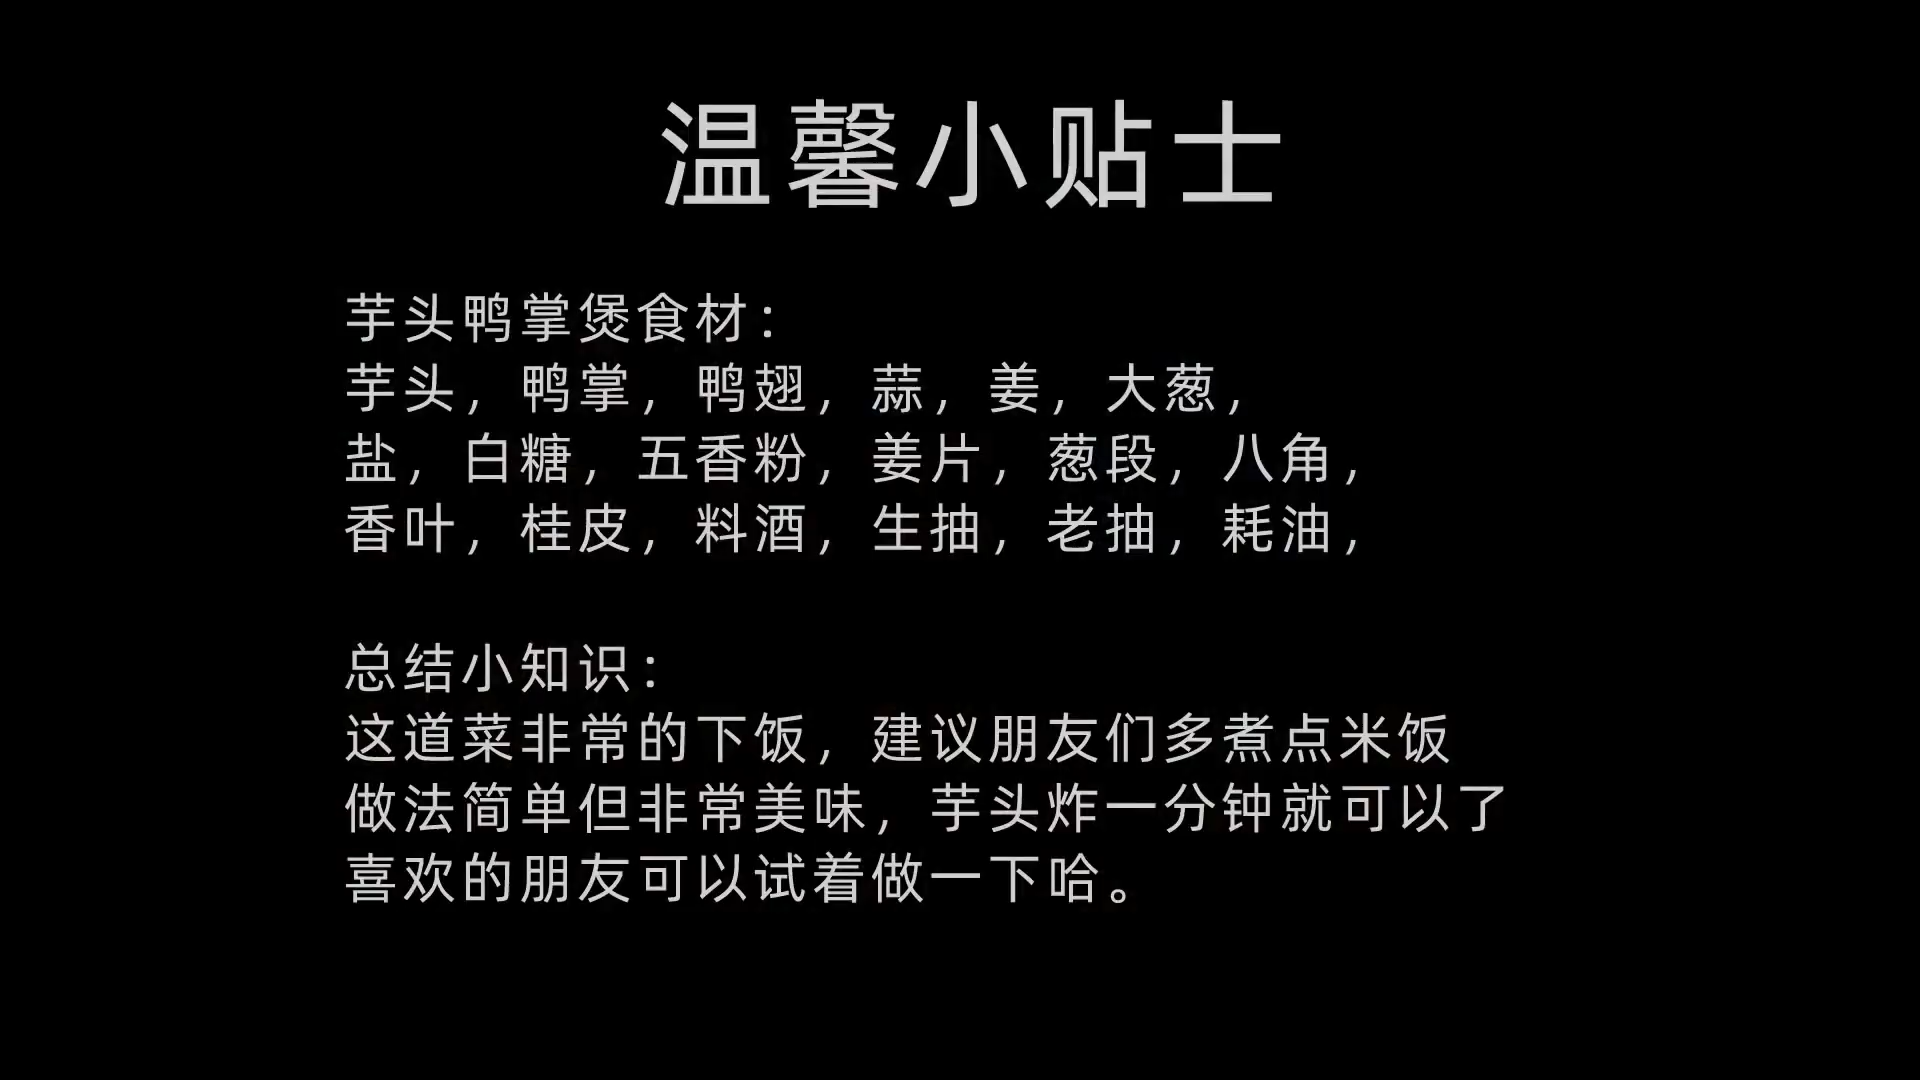 温馨小贴士
芋头鸭掌煲食材：
芋头，鸭掌，鸭翅，蒜，姜，大葱，
盐，白糖，五香粉，姜片，葱段，八角，
香叶，桂皮，料酒，生抽，老抽，耗油，
总结小知识：
这道菜非常的下饭，建议朋友们多煮点米饭
做法简单但非常美味，芋头炸一分钟就可以了
喜欢的朋友可以试着做一下哈。